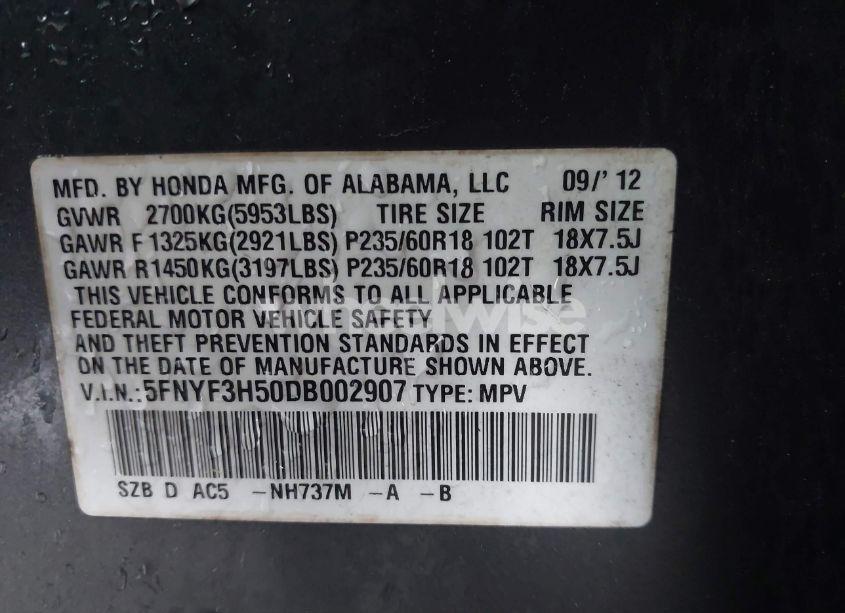 MFD. BY HONDA MFG. OF ALABAMA, LLC 09/' 12
GVWR 2700KG(5953LBS) TIRE SIZE RIM SIZE
GAWR F 1325KG(2921LBS) P235/60R18 102T 18X7.5J
GAWR R1450KG(3197LBS) P235/60R18 102T 18X7.5J
THIS VEHICLE CONFORMS TO ALL APPLICABLE
FEDERAL MOTOR VEHICLE SAFETY
AND THEFT PREVENTION STANDARDS IN EFFECT
ON THE DATE OF MANUFACTURE SHOWN ABOVE.
V.I.N.:5FNYF3H50DB002907 TYPE: MPV
SZB D AC5 -NH737M -A -B